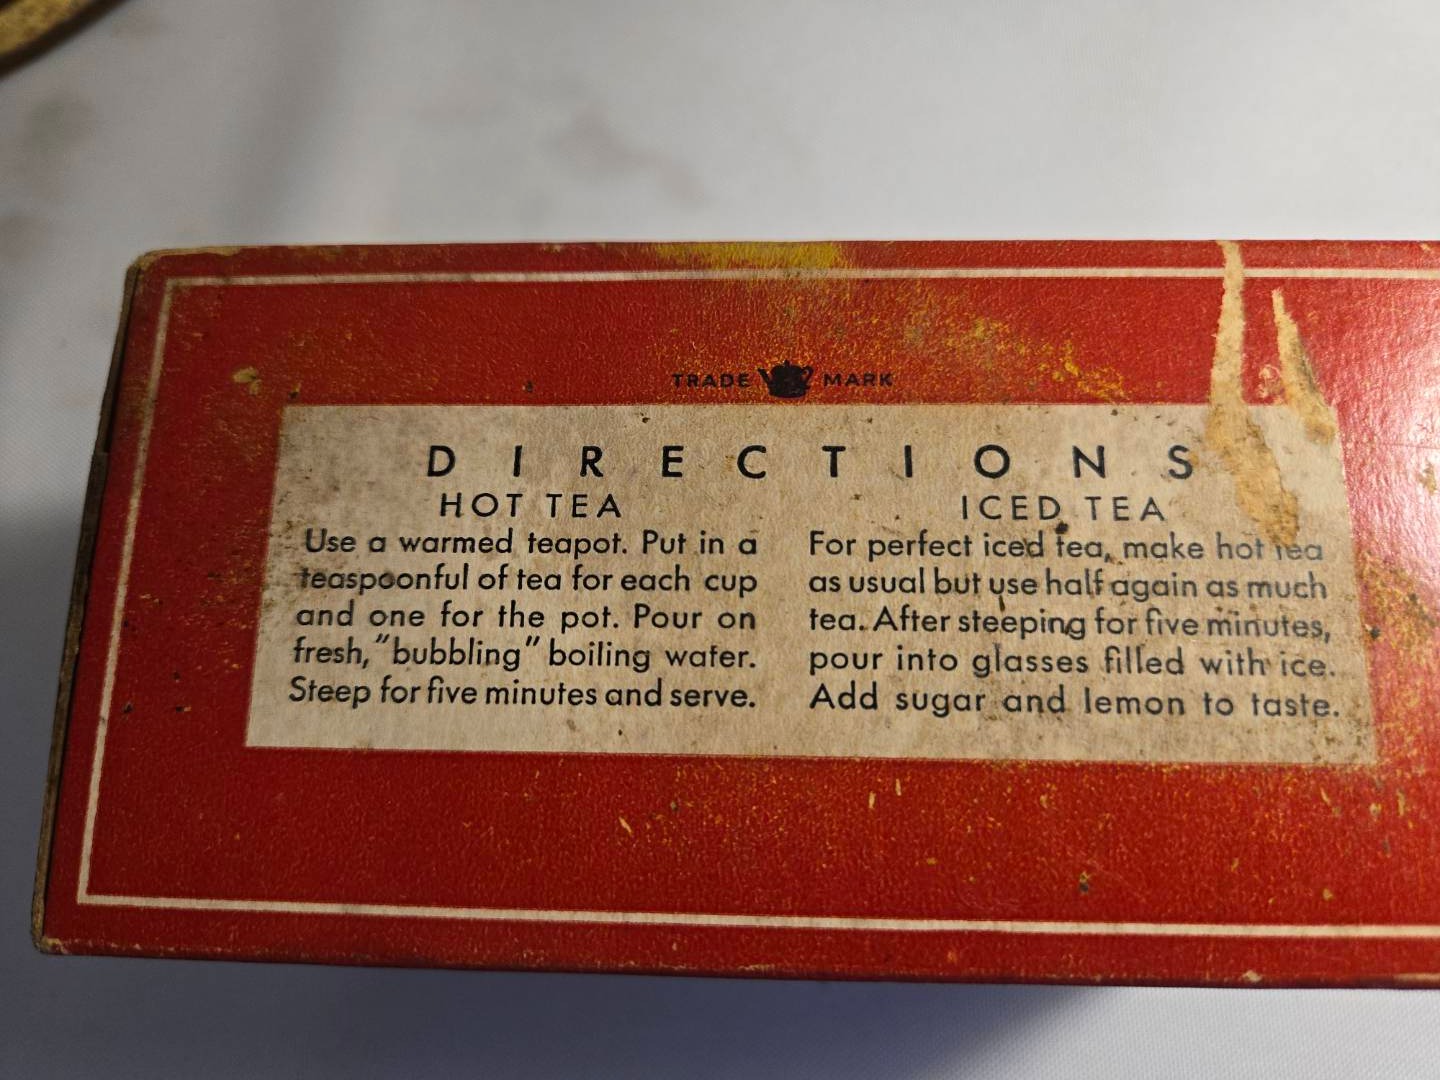 TRADE MARK
DIRECTIONS
HOT TEA
Use a warmed teapot. Put in a
teaspoonful of tea for each cup
and one for the pot. Pour on
fresh, "bubbling" boiling water.
Steep for five minutes and serve.
ICED TEA
For perfect iced tea, make hot tea
as usual but use half again as much
tea. After steeping for five minutes,
pour into glasses filled with ice.
Add sugar and lemon to taste.